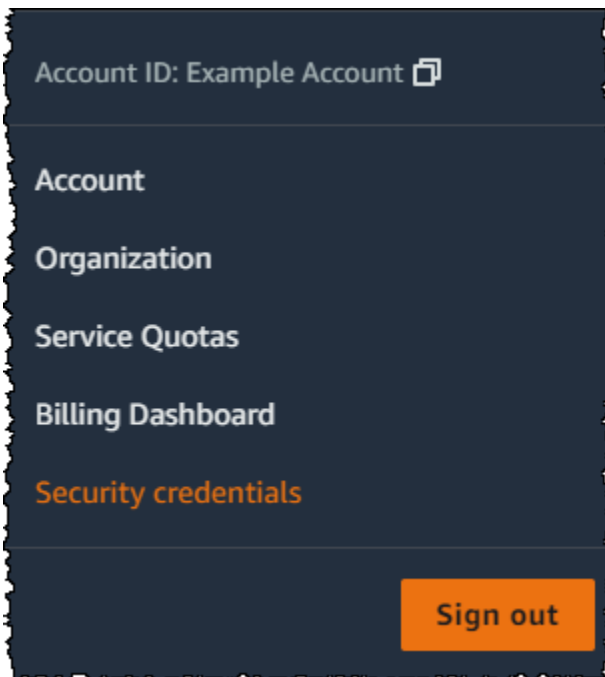 Account ID: Example Account
Account
Organization
Service Quotas
Billing Dashboard
Security credentials
Sign out